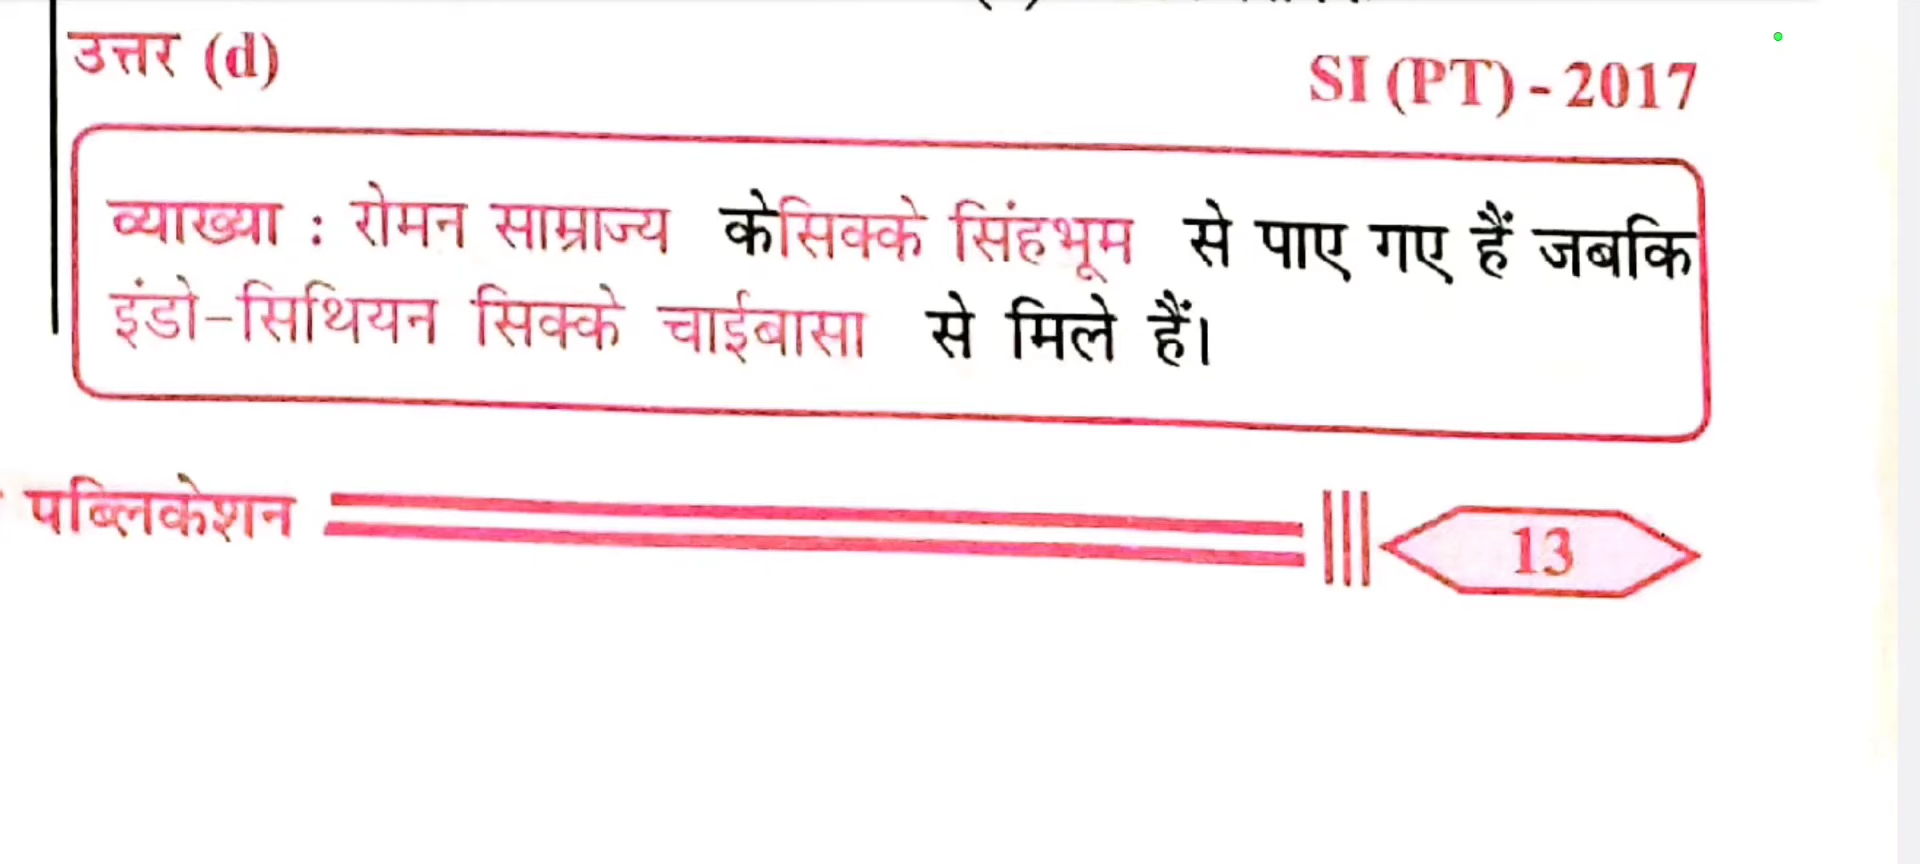 उत्तर (d)
SI (PT) - 2017
व्याख्या : रोमन साम्राज्य केसिक्के सिंहभूम से पाए गए हैं जबकि
इंडो-सिथियन सिक्के चाईबासा से मिले हैं।
पब्लिकेशन
13